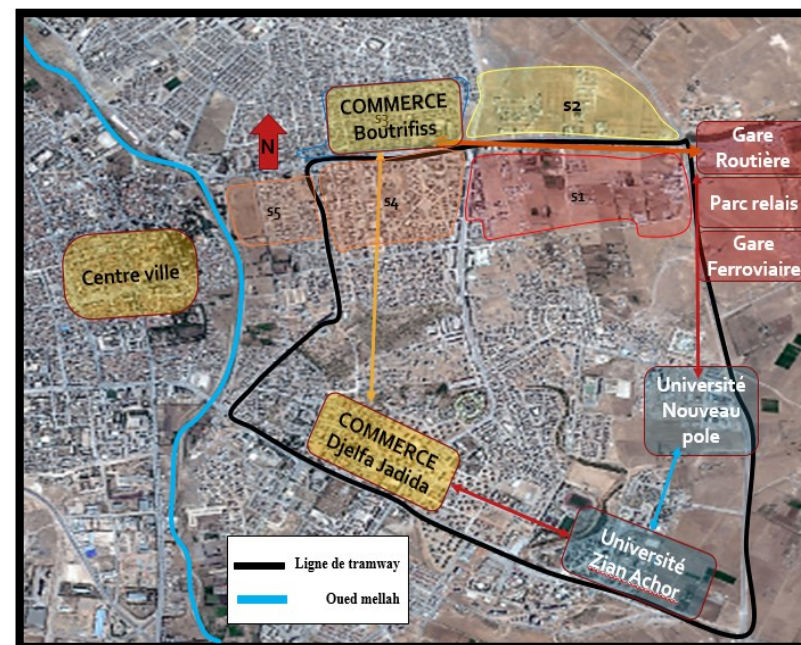 COMMERCE
S3
Boutrifiss
S2
N
Gare
Routière
Parc relais
Gare
Ferroviaire
S5
S4
S1
Centre ville
Université
Nouveau
pole
COMMERCE
Djelfa Jadida
Université
Zian Achor
Ligne de tramway
Oued mellah